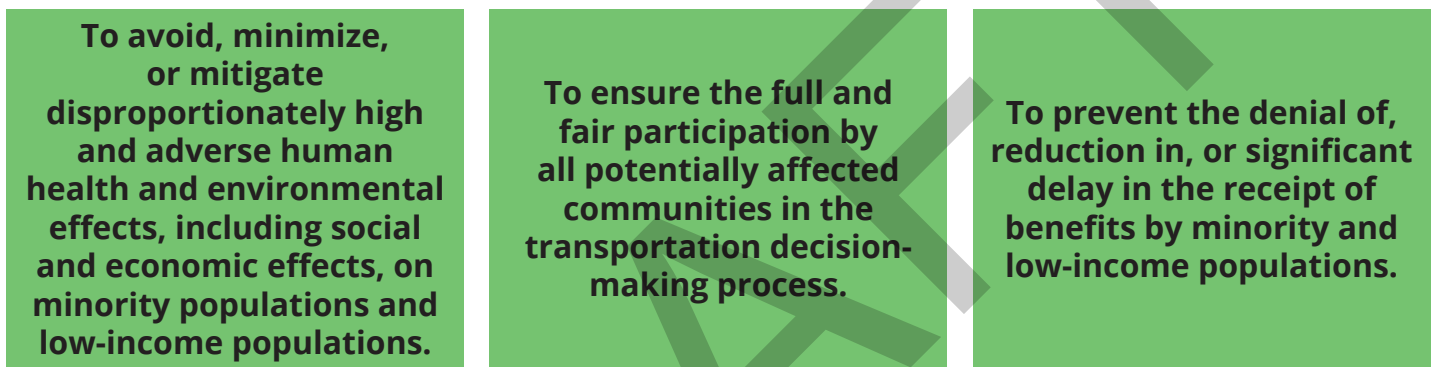 To avoid, minimize,
or mitigate
disproportionately high
and adverse human
health and environmental
effects, including social
and economic effects, on
minority populations and
low-income populations.
To ensure the full and
fair participation by
all potentially affected
communities in the
transportation decision-
making process.
To prevent the denial of,
reduction in, or significant
delay in the receipt of
benefits by minority and
low-income populations.